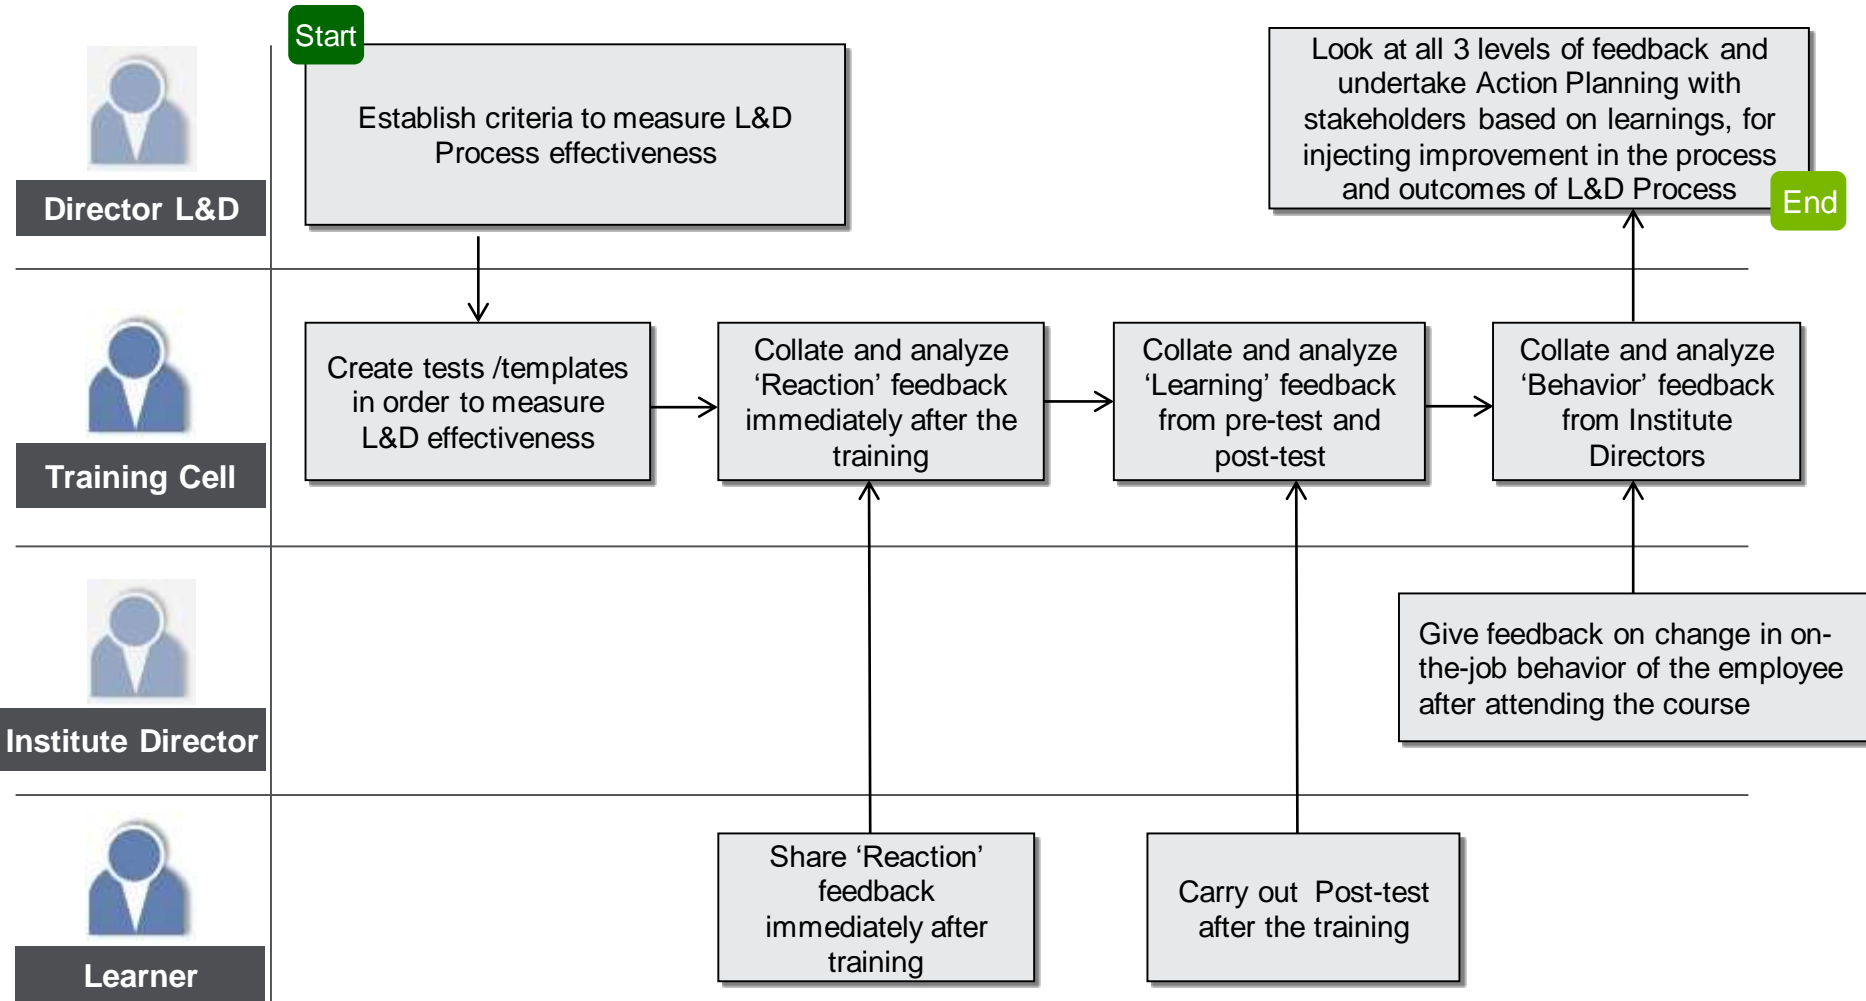 Start
Establish criteria to measure L&D
Process effectiveness
Look at all 3 levels of feedback and
undertake Action Planning with
stakeholders based on learnings, for
injecting improvement in the process
and outcomes of L&D Process
End
Director L&D
Create tests /templates
in order to measure
L&D effectiveness
Collate and analyze
‘Reaction’ feedback
immediately after the
training
Collate and analyze
‘Learning’ feedback
from pre-test and
post-test
Collate and analyze
‘Behavior’ feedback
from Institute
Directors
Training Cell
Give feedback on change in on-
the-job behavior of the employee
after attending the course
Institute Director
Share ‘Reaction’
feedback
immediately after
training
Carry out  Post-test
after the training
Learner